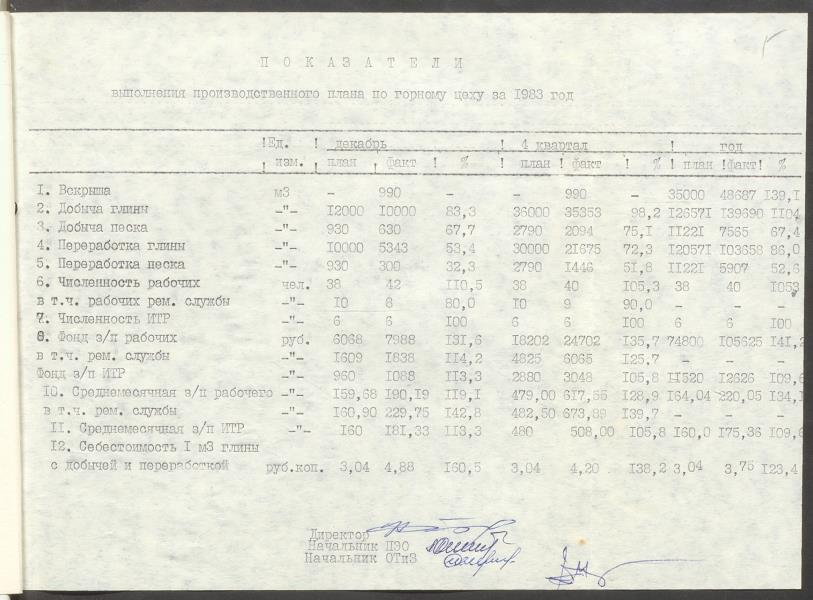 ПОКАЗАТЕЛИ
выполнения производственного плана по горному цеху за 1983 год
!Ед. ! декабрь ! 4 квартал ! год
! изм. ! план ! факт ! % ! план ! факт ! % ! план !факт! %
1. Вскрыша м3 - 990 - - 990 - 35000 48687 139,1
2. Добыча глины -"- 12000 10000 83,3 36000 35353 98,2 126571 139690 1104
3. Добыча песка -"- 930 630 67,7 2790 2094 75,1 11221 7565 67,4
4. Переработка глины -"- 10000 5343 53,4 30000 21675 72,3 120571 103658 86,0
5. Переработка песка -"- 930 300 32,3 2790 1446 51,8 11221 5907 52,6
6. Численность рабочих чел. 38 42 110,5 38 40 105,3 38 40 1053
в т.ч. рабочих рем. службы -"- 10 8 80,0 10 9 90,0 - - -
7. Численность ИТР -"- 6 6 100 6 6 100 6 6 100
8. Фонд з/п рабочих руб. 6068 7988 131,6 18202 24702 135,7 74800 105625 141,2
в т.ч. рем. службы -"- 1609 1838 114,2 4825 6065 125,7 - -
Фонд з/п ИТР -"- 960 1088 113,3 2880 3048 105,8 11520 12626 109,6
10. Среднемесячная з/п рабочего -"- 159,68 190,19 119,1 479,00 617,55 128,9 164,04 220,05 134,1
в т.ч. рем. службы -"- 160,90 229,75 142,8 482,50 673,89 139,7 - - -
11. Среднемесячная з/п ИТР -"- 160 181,33 113,3 480 508,00 105,8 160,0 175,36 109,6
12. Себестоимость 1 м3 глины
с добычей и переработкой руб.коп. 3,04 4,88 160,5 3,04 4,20 138,2 3,04 3,75 123,4
Директор
Начальник ПЭО
Начальник ОТиЗ